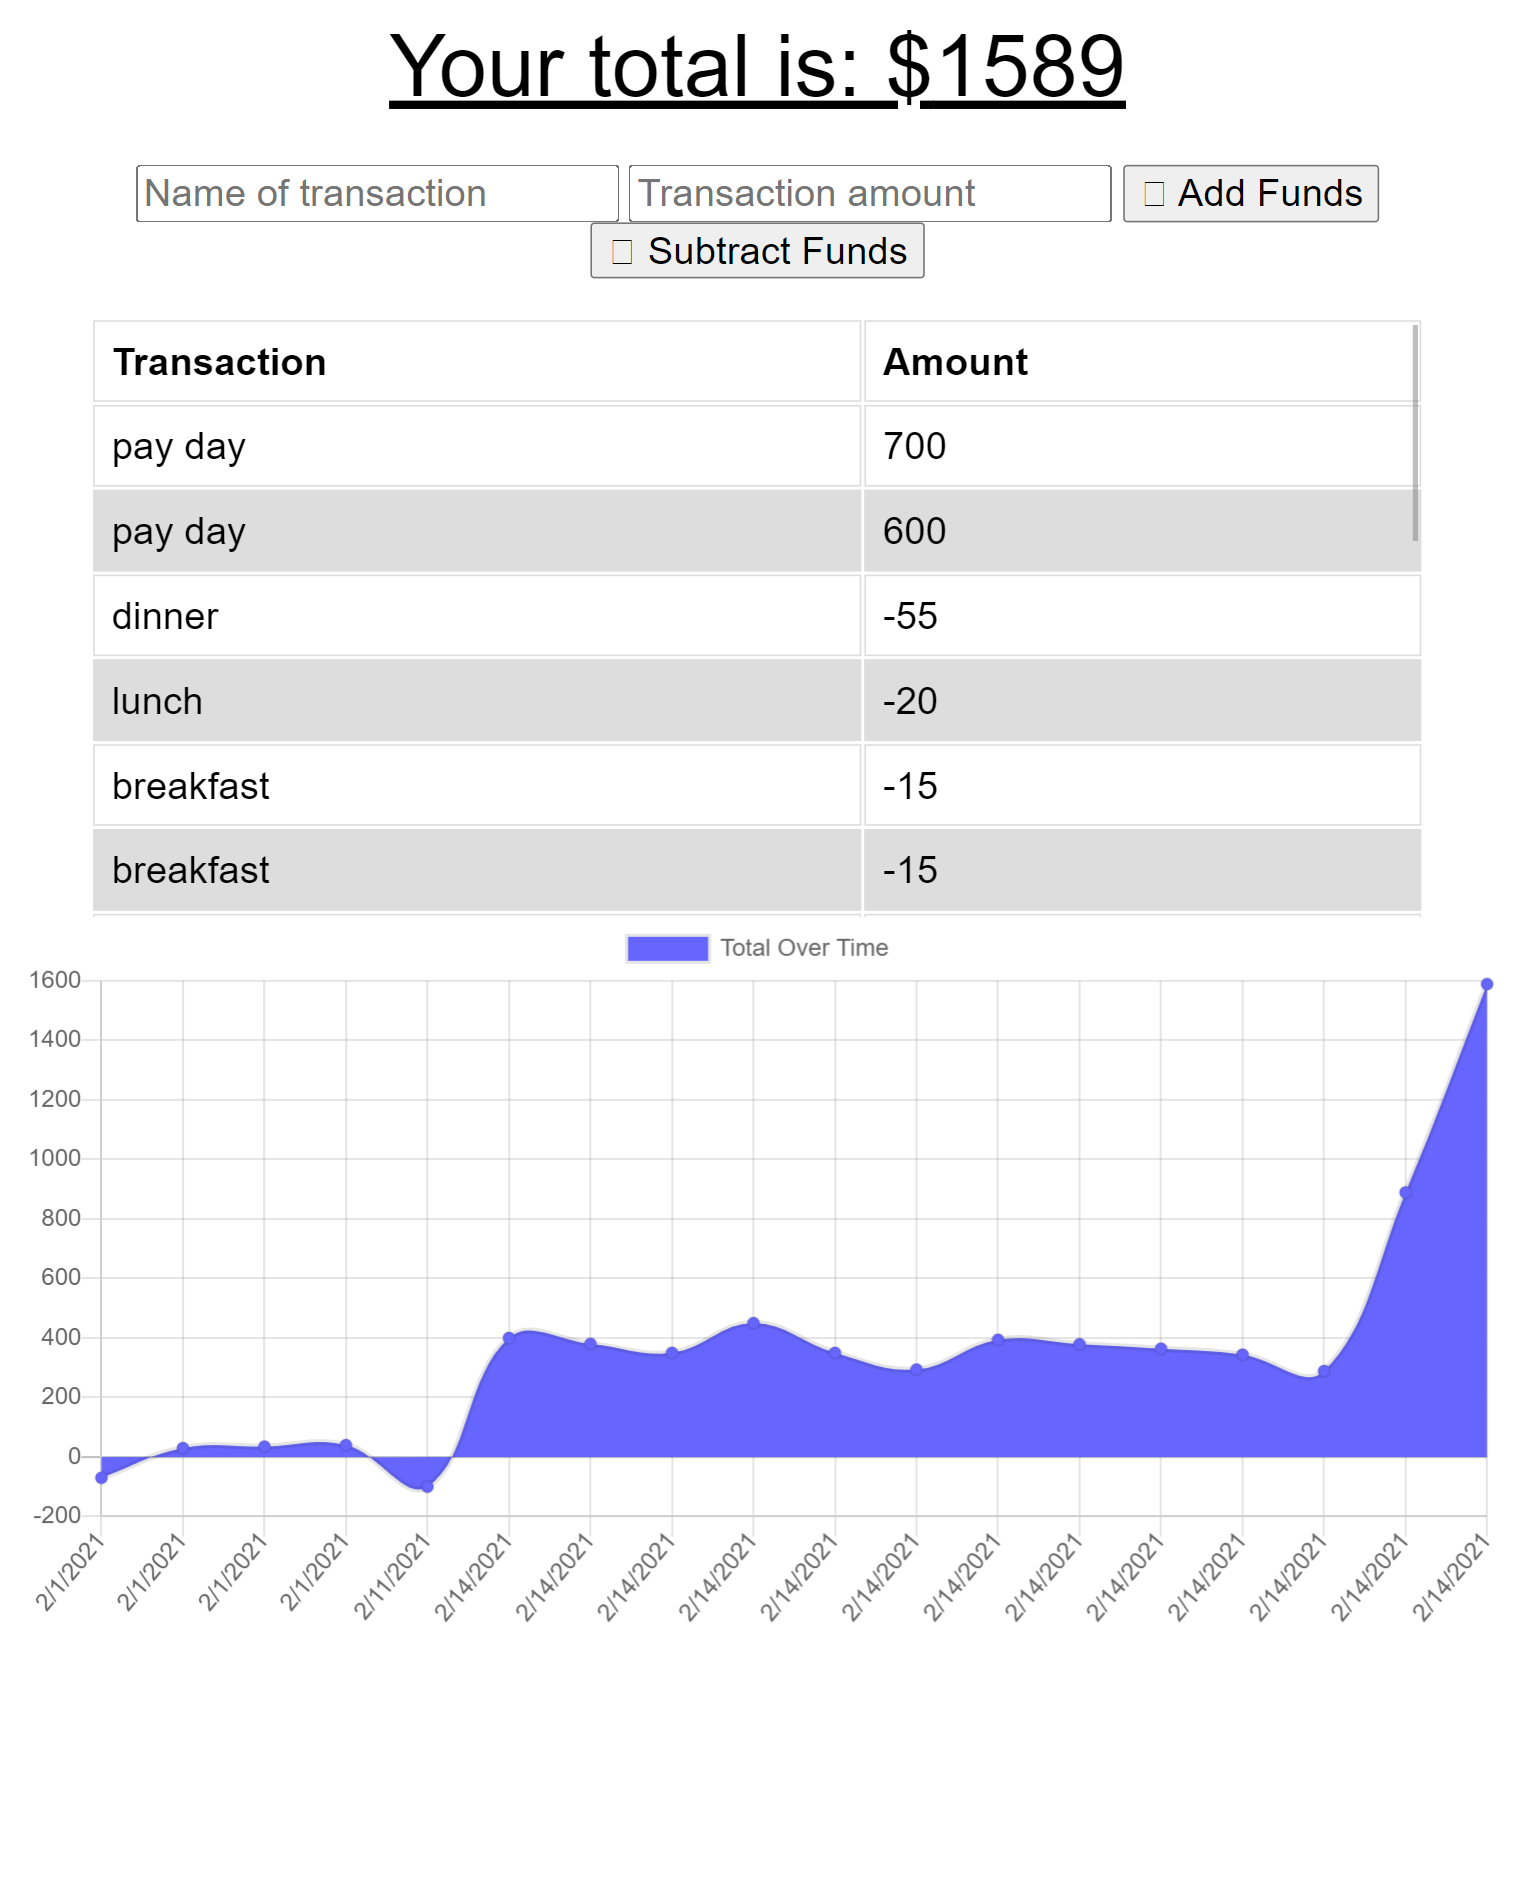 Your total is: $1589
Name of transaction Transaction amount Add Funds
Subtract Funds
Transaction Amount
pay day 700
pay day 600
dinner -55
lunch -20
breakfast -15
breakfast -15
Total Over Time
1600
1400
1200
1000
800
600
400
200
0
-200
2/1/2021 2/1/2021 2/1/2021 2/1/2021 2/11/2021 2/14/2021 2/14/2021 2/14/2021 2/14/2021 2/14/2021 2/14/2021 2/14/2021 2/14/2021 2/14/2021 2/14/2021 2/14/2021 2/14/2021 2/14/2021